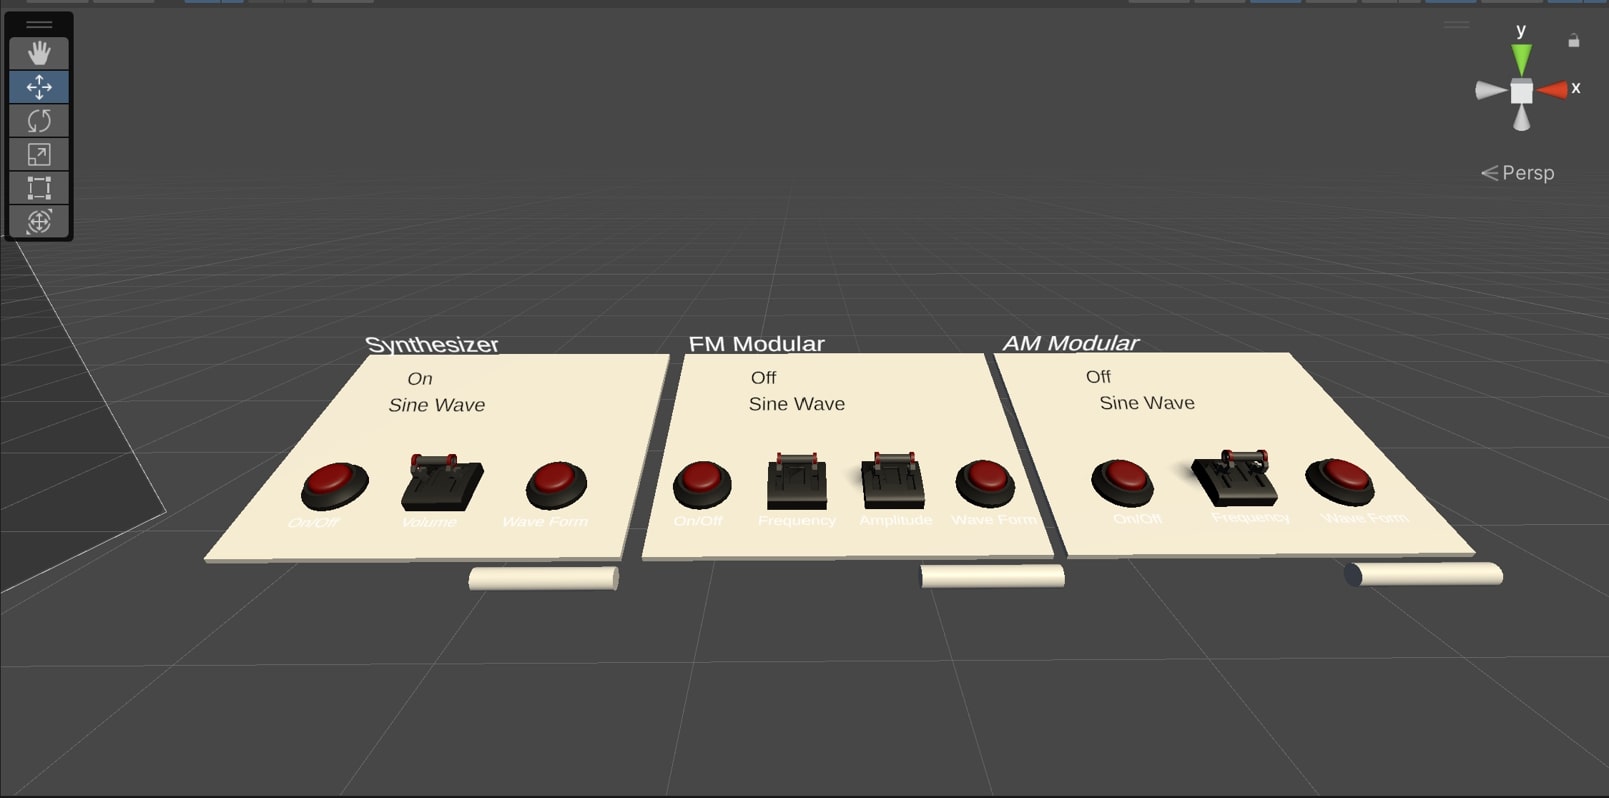 y
x
Persp
Synthesizer
FM Modular
AM Modular
On
Sine Wave
Off
Sine Wave
Off
Sine Wave
On/Off
Volume
Wave Form
On/Off
Frequency
Amplitude
Wave Form
On/Off
Frequency
Wave Form